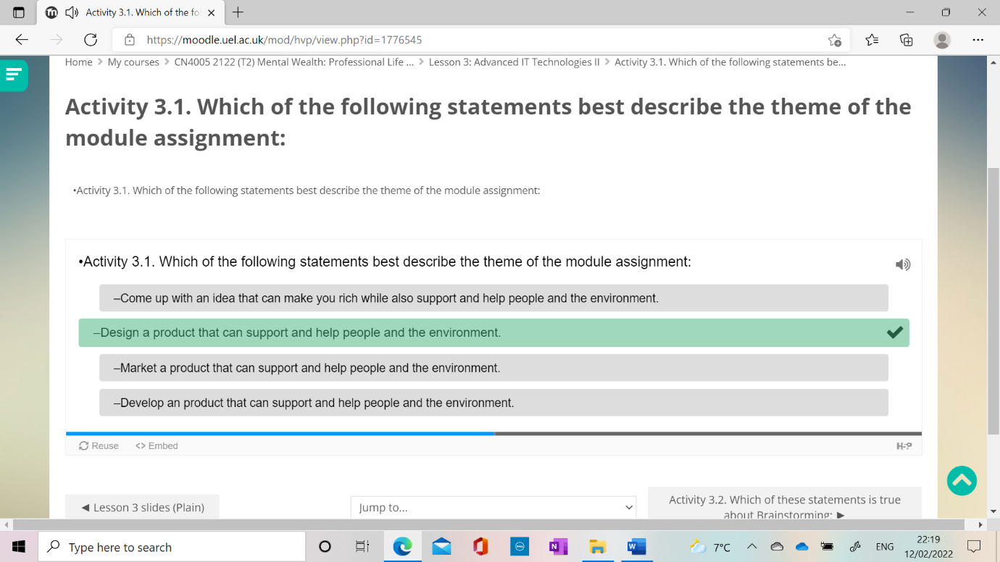 Activity 3.1. Which of the fo
https://moodle.uel.ac.uk/mod/hvp/view.php?id=1776545
Home > My courses > CN4005 2122 (T2) Mental Wealth: Professional Life ... > Lesson 3: Advanced IT Technologies II > Activity 3.1. Which of the following statements be...
Activity 3.1. Which of the following statements best describe the theme of the
module assignment:
•Activity 3.1. Which of the following statements best describe the theme of the module assignment:
•Activity 3.1. Which of the following statements best describe the theme of the module assignment:
–Come up with an idea that can make you rich while also support and help people and the environment.
–Design a product that can support and help people and the environment.
–Market a product that can support and help people and the environment.
–Develop an product that can support and help people and the environment.
Reuse <> Embed H5P
◄ Lesson 3 slides (Plain)
Jump to...
Activity 3.2. Which of these statements is true
about Brainstorming: ►
Type here to search
7°C
ENG
22:19
12/02/2022